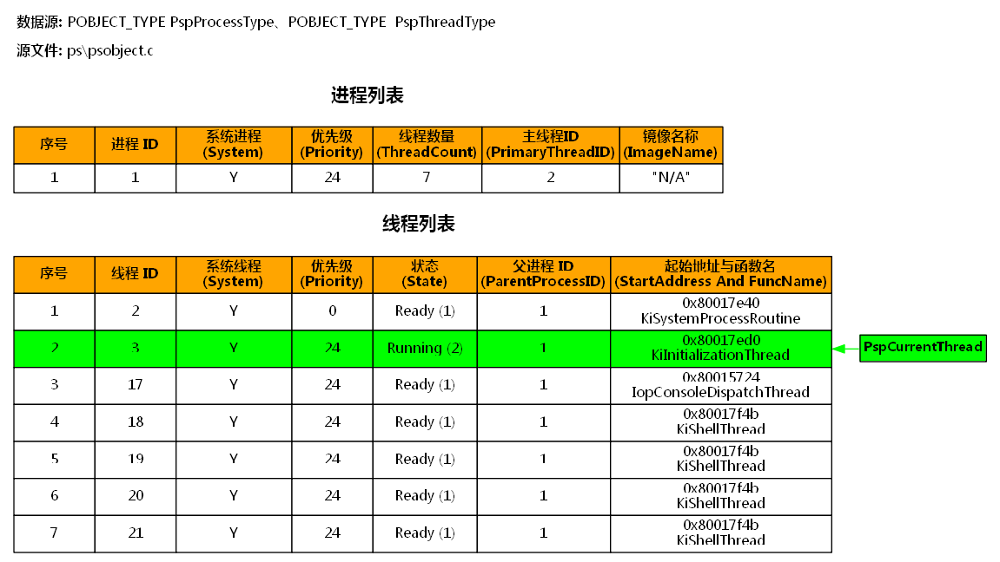 数据源: POBJECT_TYPE PspProcessType、POBJECT_TYPE PspThreadType
源文件: ps\psobject.c
进程列表
序号 进程 ID 系统进程 (System) 优先级 (Priority) 线程数量 (ThreadCount) 主线程ID (PrimaryThreadID) 镜像名称 (ImageName)
1 1 Y 24 7 2 "N/A"
线程列表
序号 线程 ID 系统线程 (System) 优先级 (Priority) 状态 (State) 父进程 ID (ParentProcessID) 起始地址与函数名 (StartAddress And FuncName)
1 2 Y 0 Ready (1) 1 0x80017e40 KiSystemProcessRoutine
2 3 Y 24 Running (2) 1 0x80017ed0 KiInitializationThread PspCurrentThread
3 17 Y 24 Ready (1) 1 0x80015724 IopConsoleDispatchThread
4 18 Y 24 Ready (1) 1 0x80017f4b KiShellThread
5 19 Y 24 Ready (1) 1 0x80017f4b KiShellThread
6 20 Y 24 Ready (1) 1 0x80017f4b KiShellThread
7 21 Y 24 Ready (1) 1 0x80017f4b KiShellThread